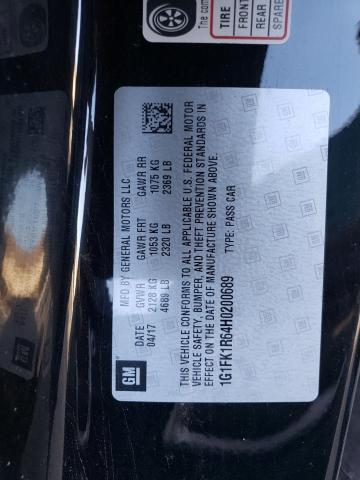 The com
TIRE
FRONT
REAR
SPARE
GM
MFD BY GENERAL MOTORS LLC
DATE GVWR GAWR FRT GAWR RR
04/17 2128 KG 1053 KG 1075 KG
4689 LB 2320 LB 2369 LB
THIS VEHICLE CONFORMS TO ALL APPLICABLE U.S. FEDERAL MOTOR
VEHICLE SAFETY, BUMPER, AND THEFT PREVENTION STANDARDS IN
EFFECT ON THE DATE OF MANUFACTURE SHOWN ABOVE.
1G1FK1R64H0200689 TYPE: PASS CAR